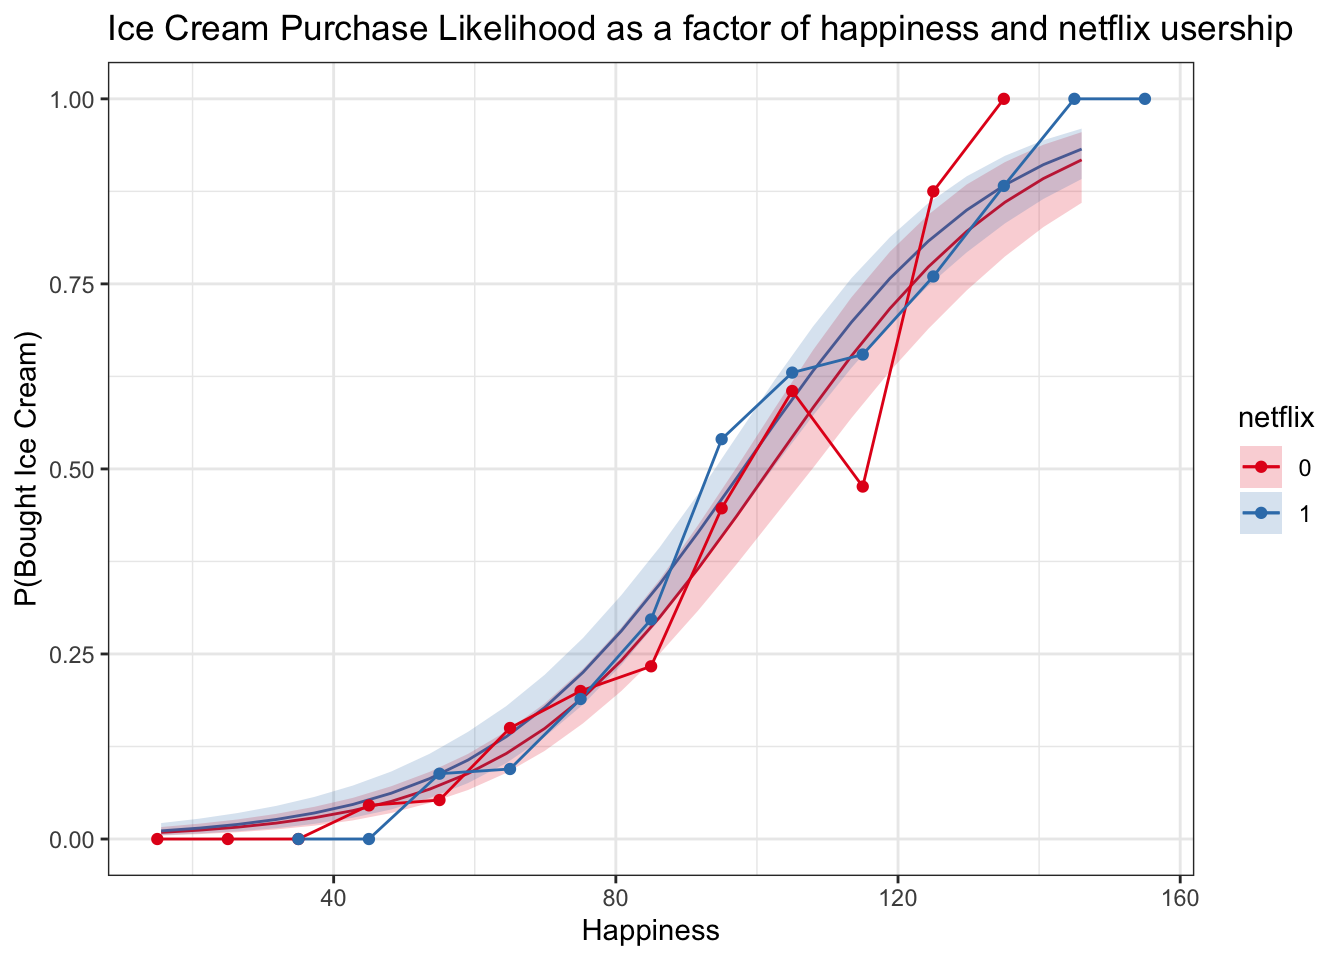 Ice Cream Purchase Likelihood as a factor of happiness and netflix usership
1.00
0.75
0.50
0.25
0.00
P(Bought Ice Cream)
40
80
120
160
Happiness
netflix
0
1